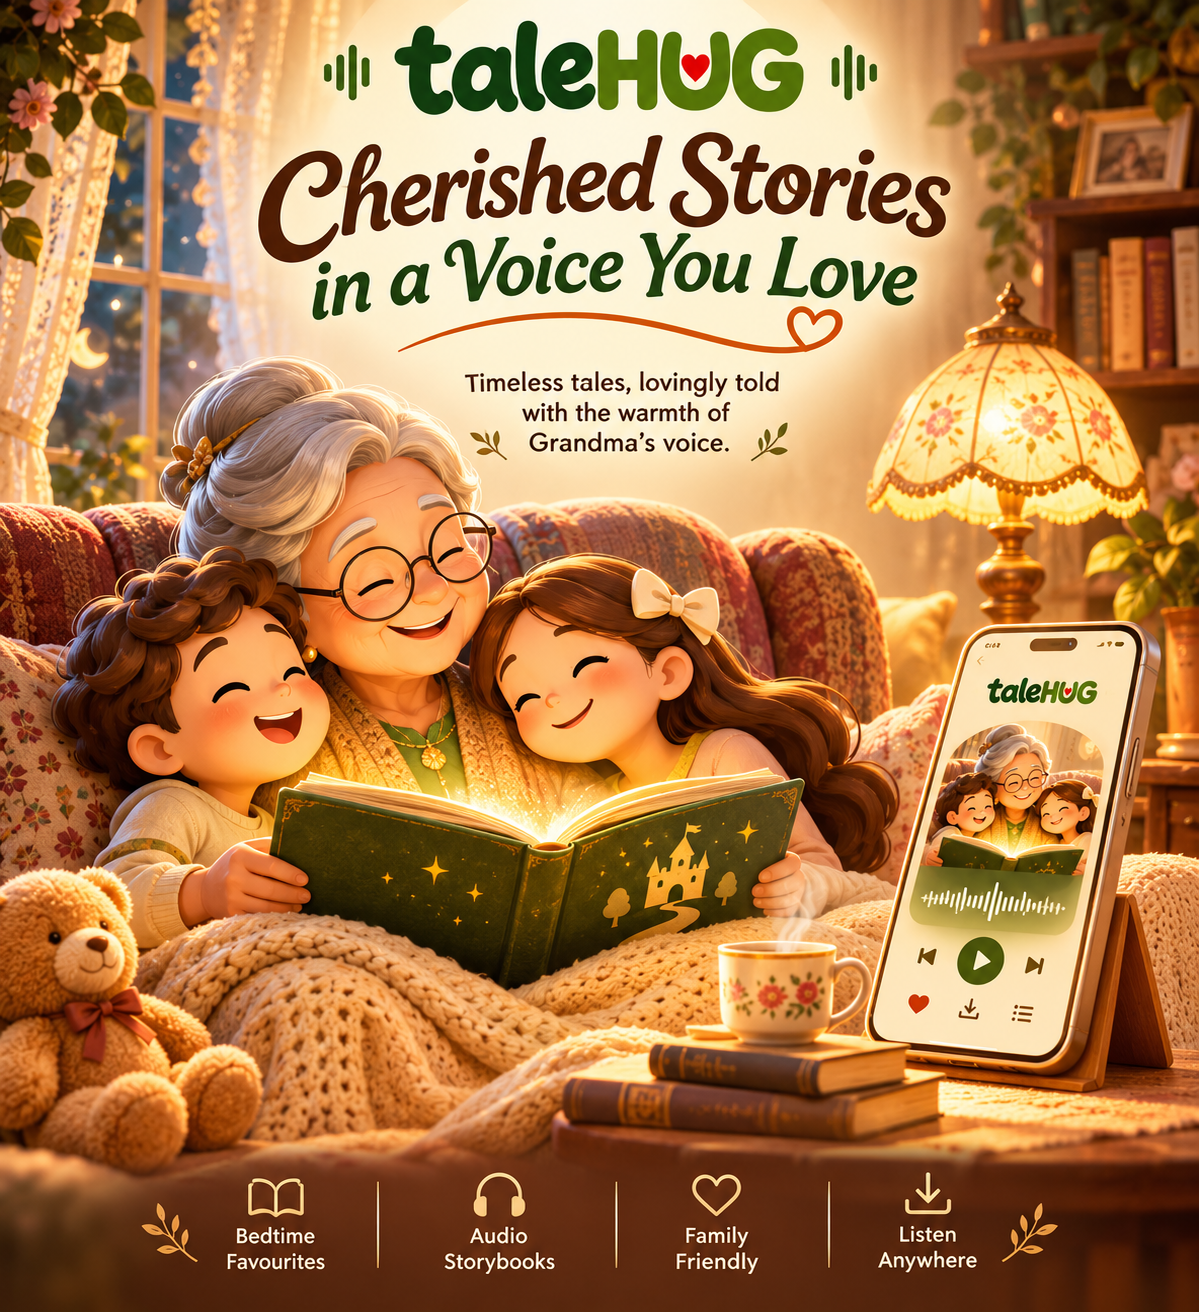 taleHUG
Cherished Stories
in a Voice You Love
Timeless tales, lovingly told
with the warmth of
Grandma's voice.
taleHUG
Bedtime
Favourites
Audio
Storybooks
Family
Friendly
Listen
Anywhere